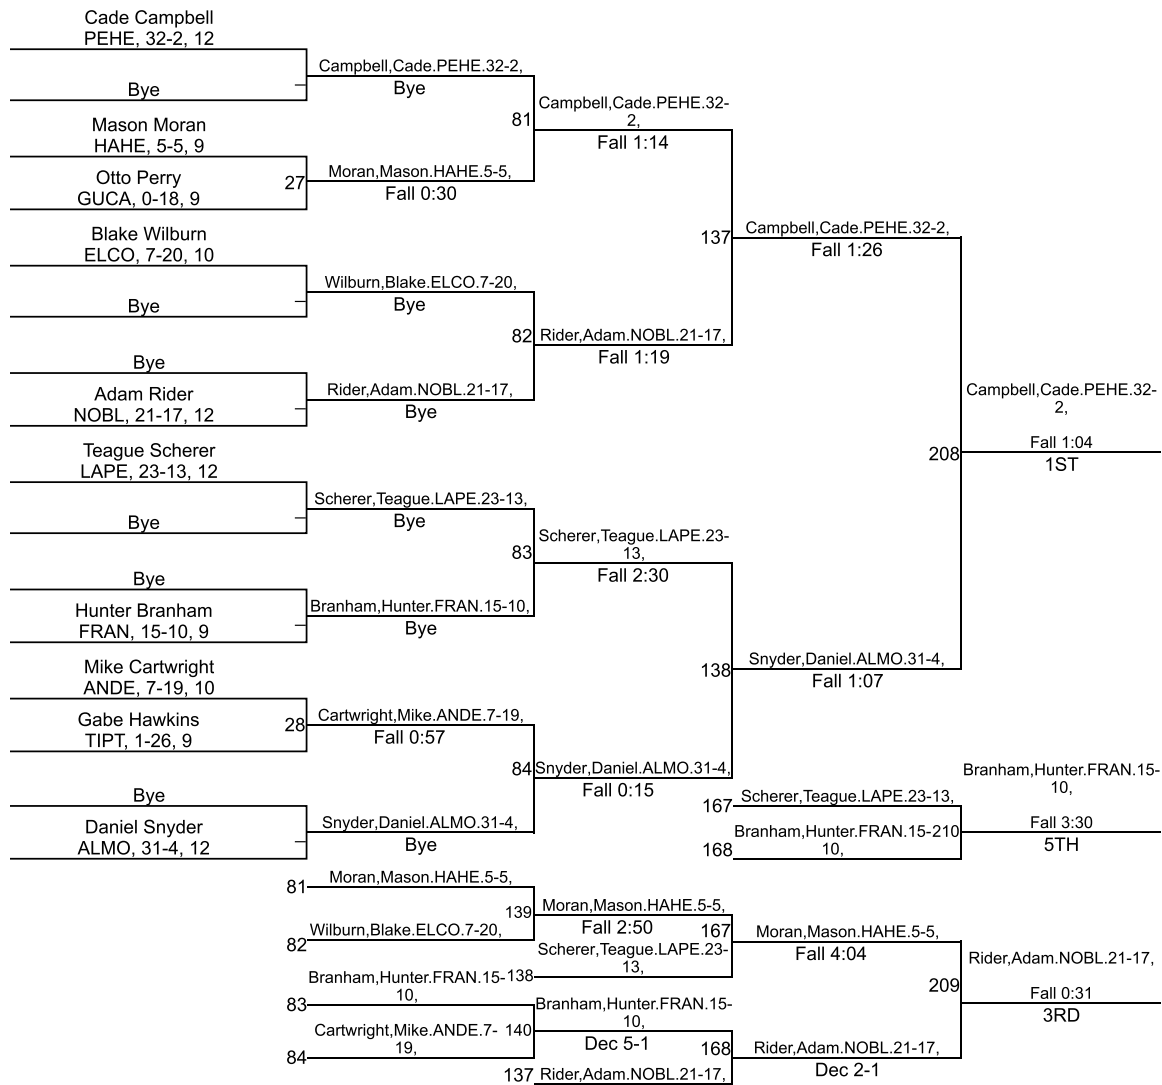 Cade Campbell
PEHE, 32-2, 12
Campbell,Cade.PEHE.32-2,
Bye
Bye
81
Campbell,Cade.PEHE.32-
2,
Fall 1:14
Mason Moran
HAHE, 5-5, 9
27
Moran,Mason.HAHE.5-5,
Fall 0:30
Otto Perry
GUCA, 0-18, 9
137
Campbell,Cade.PEHE.32-2,
Fall 1:26
Blake Wilburn
ELCO, 7-20, 10
Wilburn,Blake.ELCO.7-20,
Bye
Bye
82
Rider,Adam.NOBL.21-17,
Fall 1:19
Bye
Rider,Adam.NOBL.21-17,
Bye
Adam Rider
NOBL, 21-17, 12
Campbell,Cade.PEHE.32-
2,
208
Fall 1:04
1ST
Teague Scherer
LAPE, 23-13, 12
Scherer,Teague.LAPE.23-13,
Bye
Bye
83
Scherer,Teague.LAPE.23-
13,
Fall 2:30
Bye
Branham,Hunter.FRAN.15-10,
Bye
Hunter Branham
FRAN, 15-10, 9
138
Snyder,Daniel.ALMO.31-4,
Fall 1:07
Mike Cartwright
ANDE, 7-19, 10
28
Cartwright,Mike.ANDE.7-19,
Fall 0:57
Gabe Hawkins
TIPT, 1-26, 9
84
Snyder,Daniel.ALMO.31-4,
Fall 0:15
Bye
Snyder,Daniel.ALMO.31-4,
Bye
Daniel Snyder
ALMO, 31-4, 12
167
Scherer,Teague.LAPE.23-13,
168
Branham,Hunter.FRAN.15-
10,
210
Branham,Hunter.FRAN.15-
10,
Fall 3:30
5TH
81
Moran,Mason.HAHE.5-5,
82
Wilburn,Blake.ELCO.7-20,
139
Moran,Mason.HAHE.5-5,
Fall 2:50
138
Scherer,Teague.LAPE.23-
13,
167
Moran,Mason.HAHE.5-5,
Fall 4:04
83
Branham,Hunter.FRAN.15-
10,
84
Cartwright,Mike.ANDE.7-
19,
140
Branham,Hunter.FRAN.15-
10,
Dec 5-1
137
Rider,Adam.NOBL.21-17,
168
Rider,Adam.NOBL.21-17,
Dec 2-1
209
Rider,Adam.NOBL.21-17,
Fall 0:31
3RD